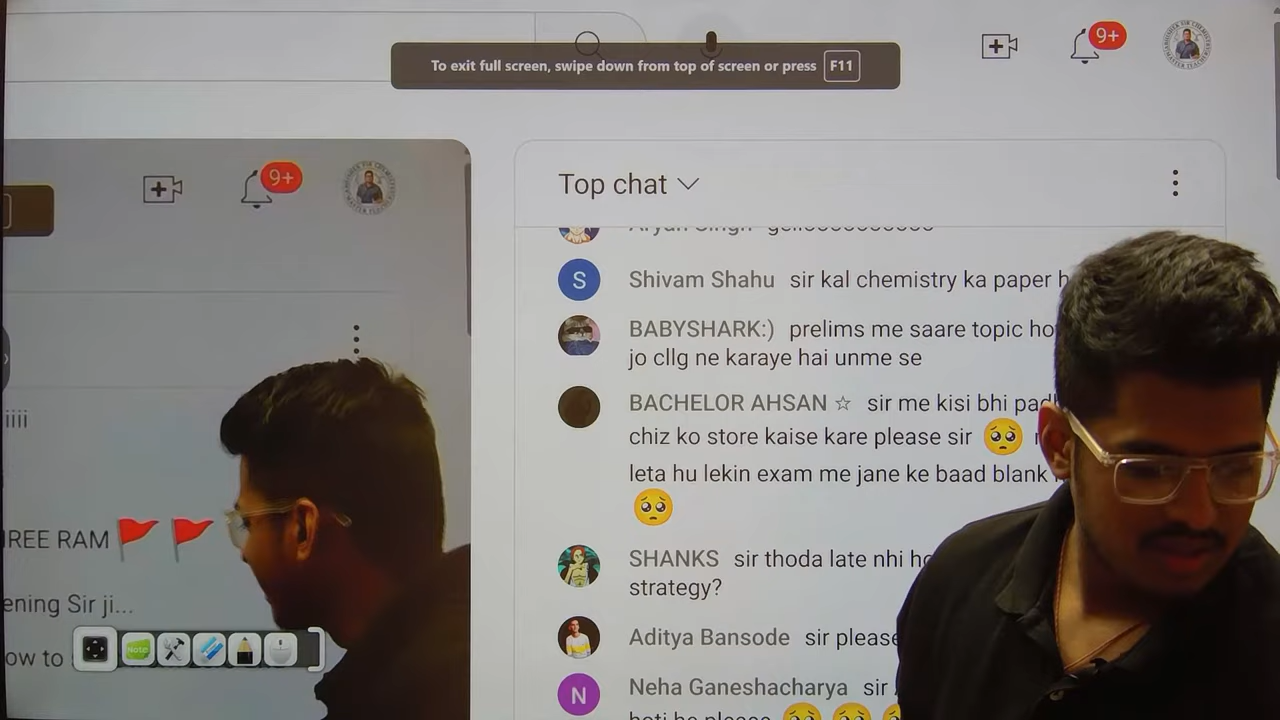 To exit full screen, swipe down from top of screen or press F11
9+
9+
Top chat
Shivam Shahu sir kal chemistry ka paper
BABYSHARK:) prelims me saare topic
jo cllg ne karaye hai unme se
BACHELOR AHSAN ☆ sir me kisi bhi
chiz ko store kaise kare please sir 🥺
leta hu lekin exam me jane ke baad blank
🥺
SHANKS sir thoda late nhi
strategy?
Aditya Bansode sir please
Neha Ganeshacharya sir
S
N
iiii
REE RAM 🚩 🚩
ening Sir ji...
ow to
Note